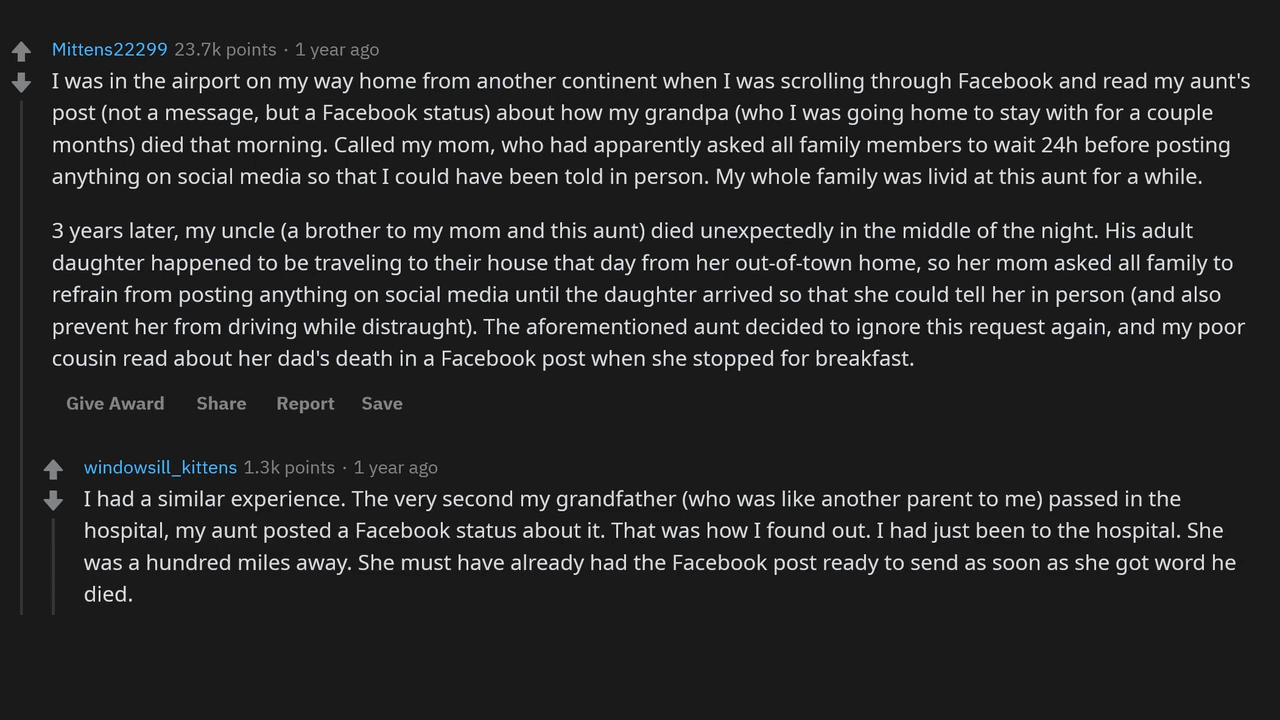 Mittens22299 23.7k points · 1 year ago
I was in the airport on my way home from another continent when I was scrolling through Facebook and read my aunt's
post (not a message, but a Facebook status) about how my grandpa (who I was going home to stay with for a couple
months) died that morning. Called my mom, who had apparently asked all family members to wait 24h before posting
anything on social media so that I could have been told in person. My whole family was livid at this aunt for a while.
3 years later, my uncle (a brother to my mom and this aunt) died unexpectedly in the middle of the night. His adult
daughter happened to be traveling to their house that day from her out-of-town home, so her mom asked all family to
refrain from posting anything on social media until the daughter arrived so that she could tell her in person (and also
prevent her from driving while distraught). The aforementioned aunt decided to ignore this request again, and my poor
cousin read about her dad's death in a Facebook post when she stopped for breakfast.
Give Award Share Report Save
windowsill_kittens 1.3k points · 1 year ago
I had a similar experience. The very second my grandfather (who was like another parent to me) passed in the
hospital, my aunt posted a Facebook status about it. That was how I found out. I had just been to the hospital. She
was a hundred miles away. She must have already had the Facebook post ready to send as soon as she got word he
died.